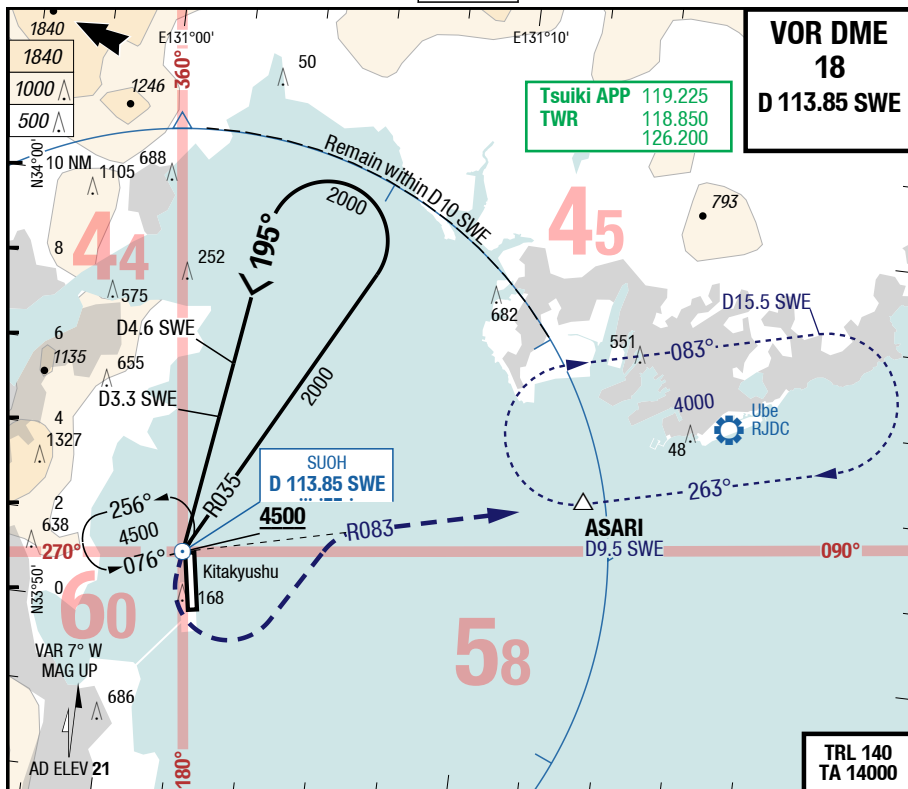 1840
E131°00'
E131°10'
VOR DME
18
D 113.85 SWE
1840
1000
500
360°
1246
50
Tsuiki APP 119.225
TWR 118.850
126.200
N34°00'
10 NM
1105
688
Remain within D10 SWE
2000
195°
44
45
793
8
252
575
682
D15.5 SWE
D4.6 SWE
6
1135
655
551
083°
D3.3 SWE
2000
4000
4
Ube
RJDC
1327
48
SUOH
D 113.85 SWE
R035
263°
2
256°
4500
4500
R083
ASARI
D9.5 SWE
638
270°
076°
090°
N33°50'
0
Kitakyushu
168
60
58
VAR 7° W
MAG UP
686
AD ELEV 21
180°
TRL 140
TA 14000